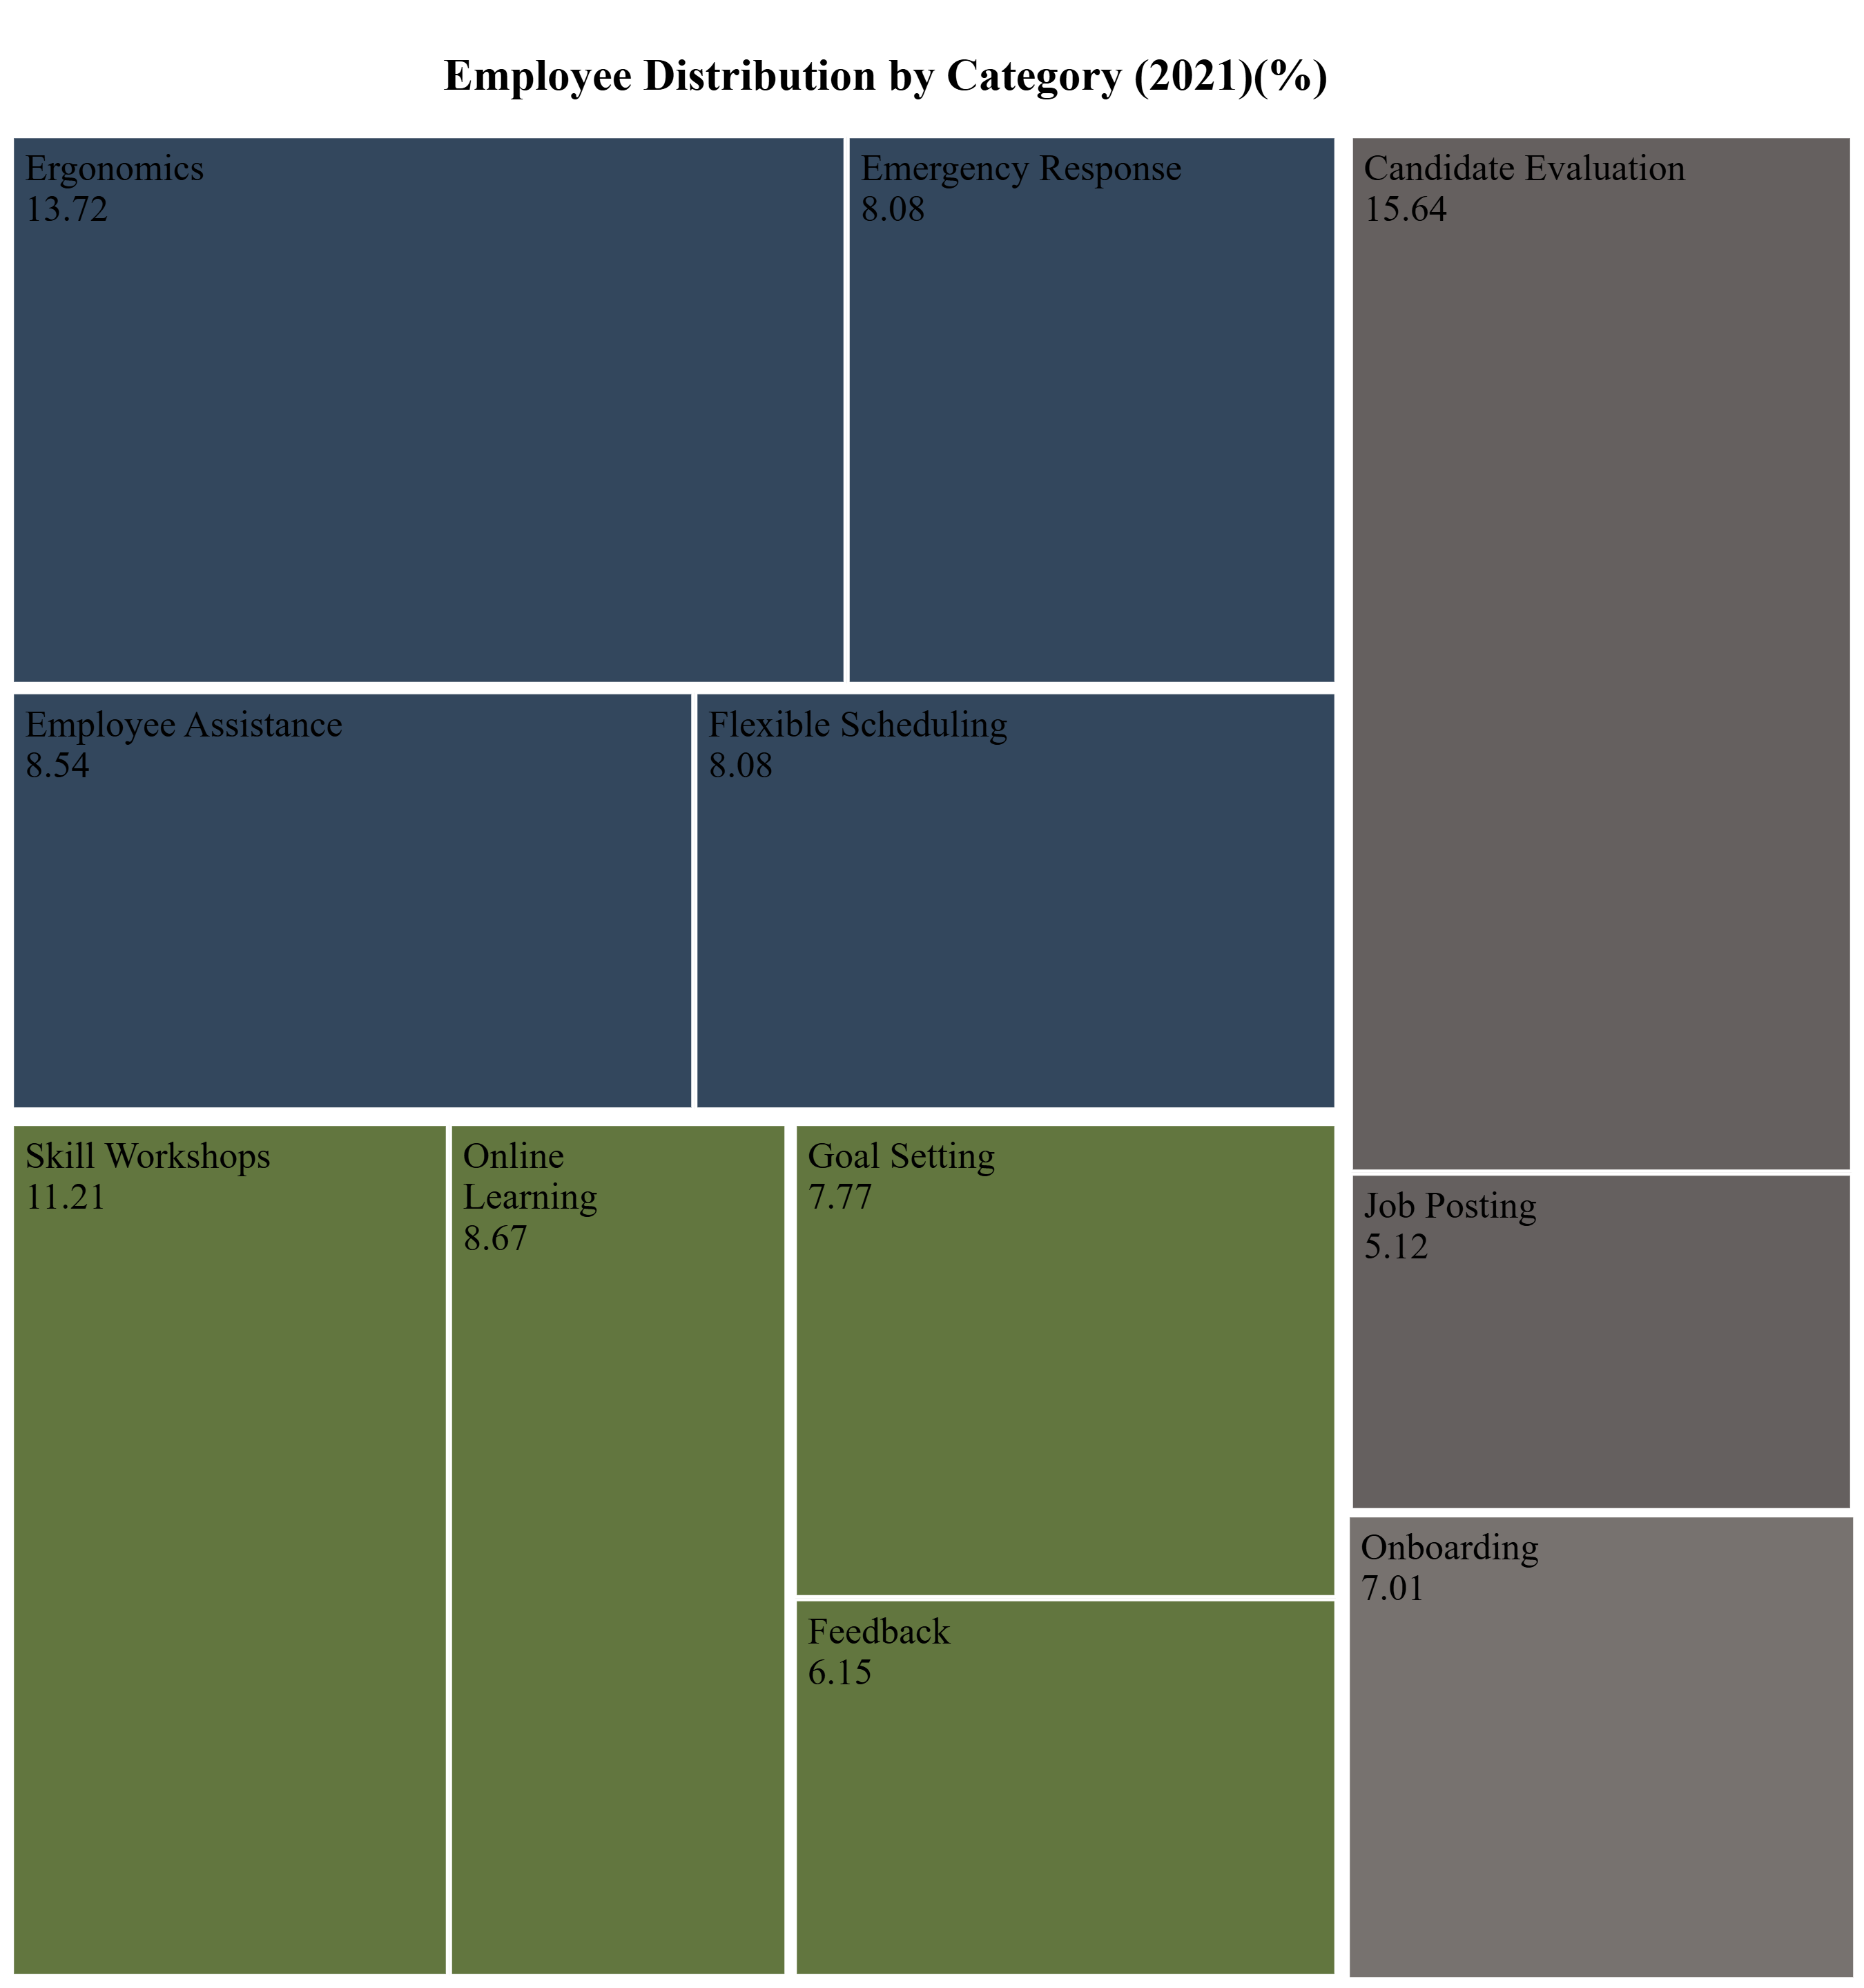 Employee Distribution by Category (2021)(%)
Ergonomics
13.72
Emergency Response
8.08
Candidate Evaluation
15.64
Employee Assistance
8.54
Flexible Scheduling
8.08
Skill Workshops
11.21
Online
Learning
8.67
Goal Setting
7.77
Job Posting
5.12
Onboarding
7.01
Feedback
6.15